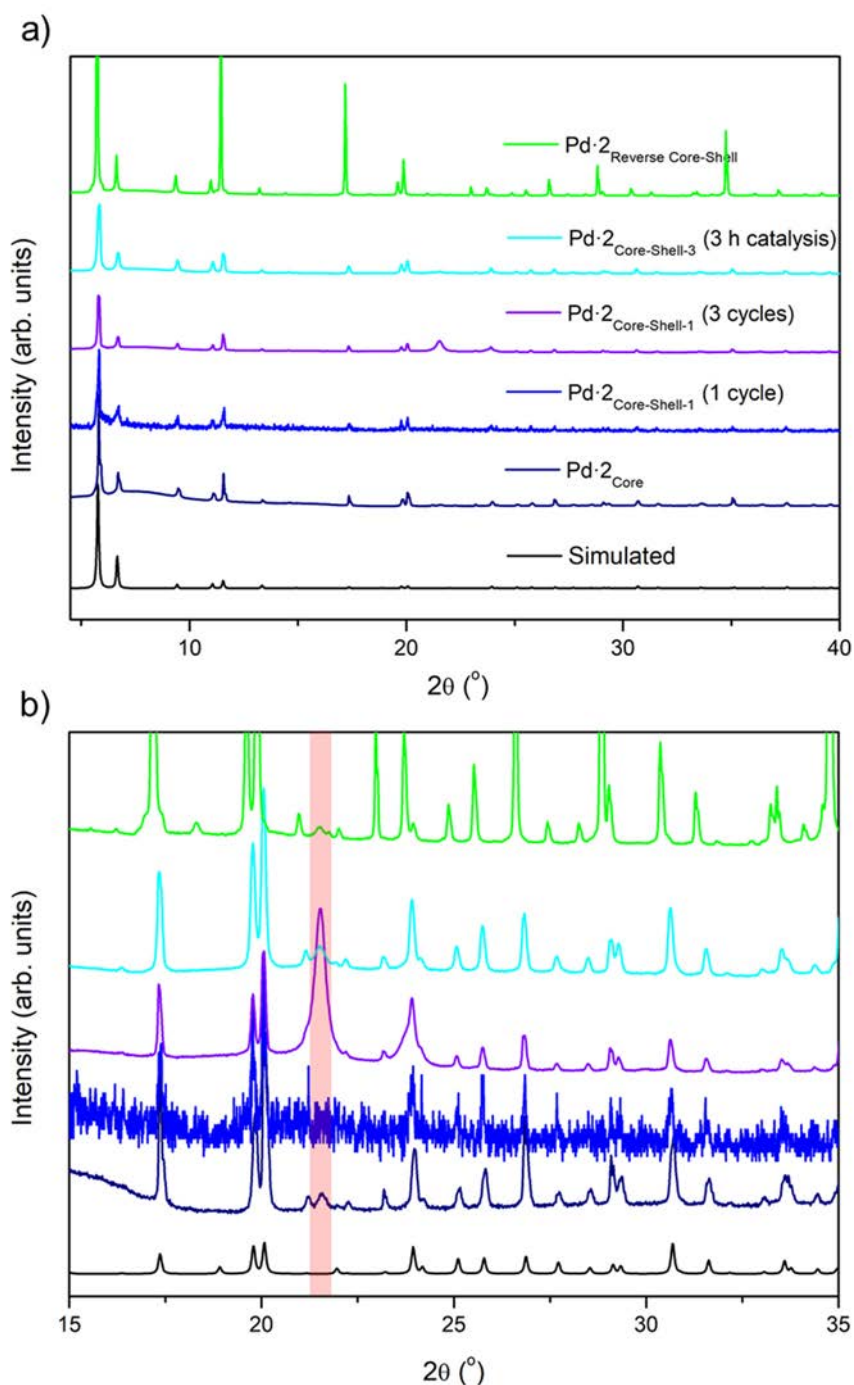 a)
Pd·2Reverse Core-Shell
Pd·2Core-Shell-3 (3 h catalysis)
Pd·2Core-Shell-1 (3 cycles)
Pd·2Core-Shell-1 (1 cycle)
Pd·2Core
Simulated
Intensity (arb. units)
10 20 30 40
2θ (o)
b)
Intensity (arb. units)
15 20 25 30 35
2θ (o)